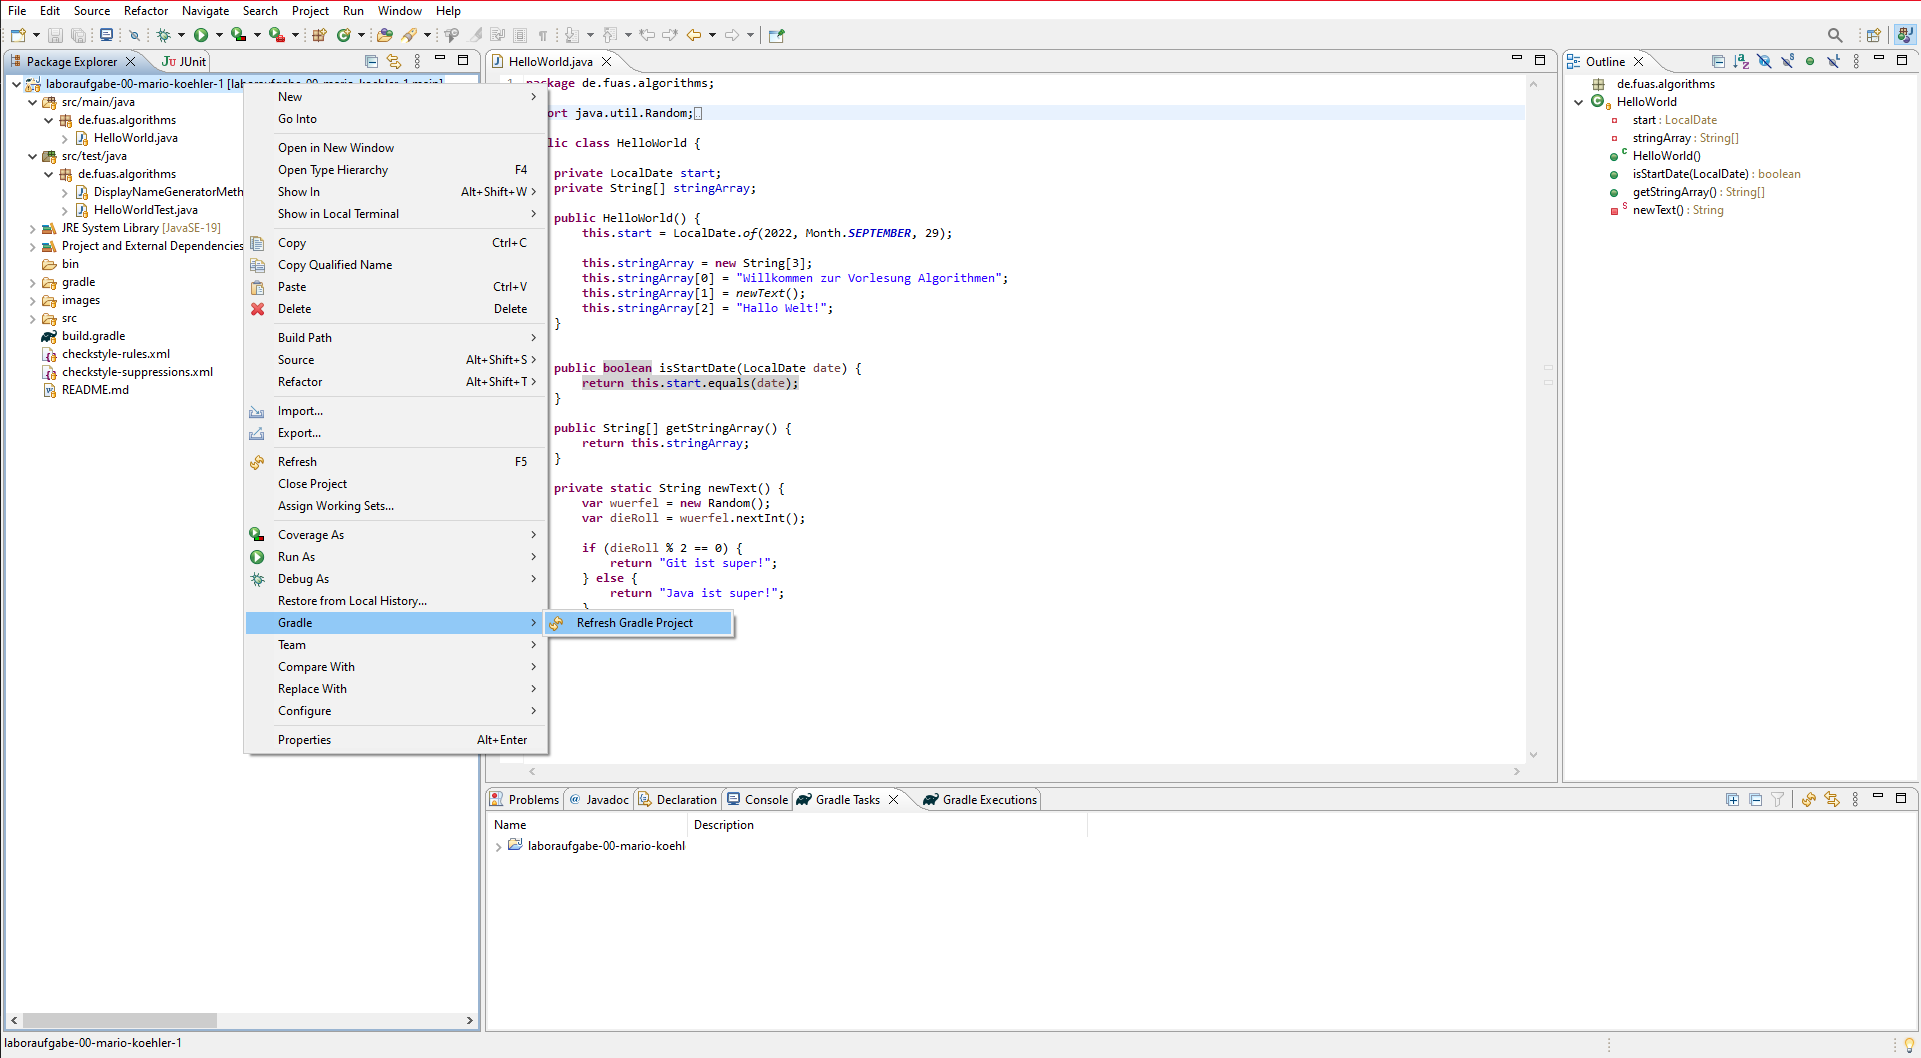 File Edit Source Refactor Navigate Search Project Run Window Help
Package Explorer
JUnit
laboraufgabe-00-mario-koehler-1 [laboraufgabe-00-mario-koehler-1 main]
src/main/java
de.fuas.algorithms
HelloWorld.java
src/test/java
de.fuas.algorithms
DisplayNameGeneratorMeth
HelloWorldTest.java
JRE System Library [JavaSE-19]
Project and External Dependencies
bin
gradle
images
src
build.gradle
checkstyle-rules.xml
checkstyle-suppressions.xml
README.md
New
Go Into
Open in New Window
Open Type Hierarchy F4
Show In Alt+Shift+W
Show in Local Terminal
Copy Ctrl+C
Copy Qualified Name
Paste Ctrl+V
Delete Delete
Build Path
Source Alt+Shift+S
Refactor Alt+Shift+T
Import...
Export...
Refresh F5
Close Project
Assign Working Sets...
Coverage As
Run As
Debug As
Restore from Local History...
Gradle
Team
Compare With
Replace With
Configure
Properties Alt+Enter
Refresh Gradle Project
HelloWorld.java
1 package de.fuas.algorithms;
ort java.util.Random;
lic class HelloWorld {
private LocalDate start;
private String[] stringArray;
public HelloWorld() {
this.start = LocalDate.of(2022, Month.SEPTEMBER, 29);
this.stringArray = new String[3];
this.stringArray[0] = "Willkommen zur Vorlesung Algorithmen";
this.stringArray[1] = newText();
this.stringArray[2] = "Hallo Welt!";
}
public boolean isStartDate(LocalDate date) {
return this.start.equals(date);
}
public String[] getStringArray() {
return this.stringArray;
}
private static String newText() {
var wuerfel = new Random();
var dieRoll = wuerfel.nextInt();
if (dieRoll % 2 == 0) {
return "Git ist super!";
} else {
return "Java ist super!";
}
Outline
de.fuas.algorithms
HelloWorld
start : LocalDate
stringArray : String[]
HelloWorld()
isStartDate(LocalDate) : boolean
getStringArray() : String[]
newText() : String
Problems
Javadoc
Declaration
Console
Gradle Tasks
Gradle Executions
Name Description
laboraufgabe-00-mario-koehl
laboraufgabe-00-mario-koehler-1